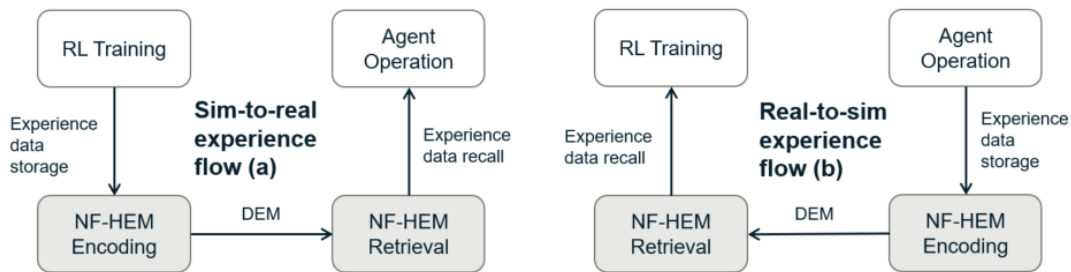 RL Training
Agent
Operation
Experience
data
storage
Sim-to-real
experience
flow (a)
Experience
data recall
NF-HEM
Encoding
DEM
NF-HEM
Retrieval
RL Training
Agent
Operation
Experience
data recall
Real-to-sim
experience
flow (b)
Experience
data
storage
NF-HEM
Retrieval
DEM
NF-HEM
Encoding